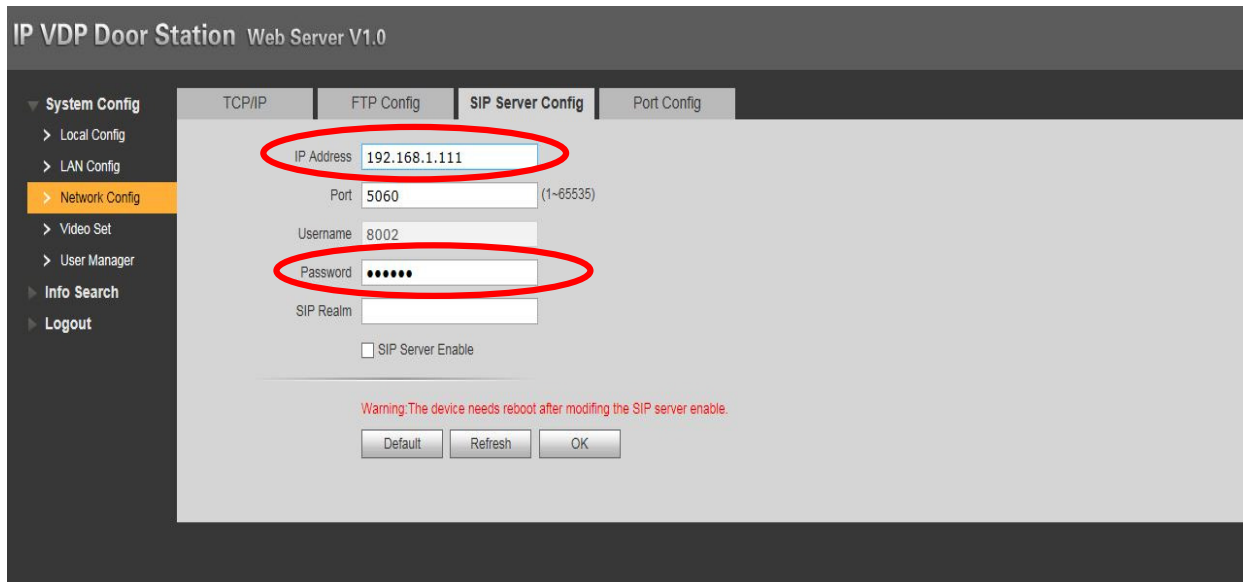 IP VDP Door Station Web Server V1.0
System Config
Local Config
LAN Config
Network Config
Video Set
User Manager
Info Search
Logout
TCP/IP FTP Config SIP Server Config Port Config
IP Address 192.168.1.111
Port 5060 (1~65535)
Username 8002
Password ●●●●●●
SIP Realm
SIP Server Enable
Warning:The device needs reboot after modifing the SIP server enable.
Default Refresh OK